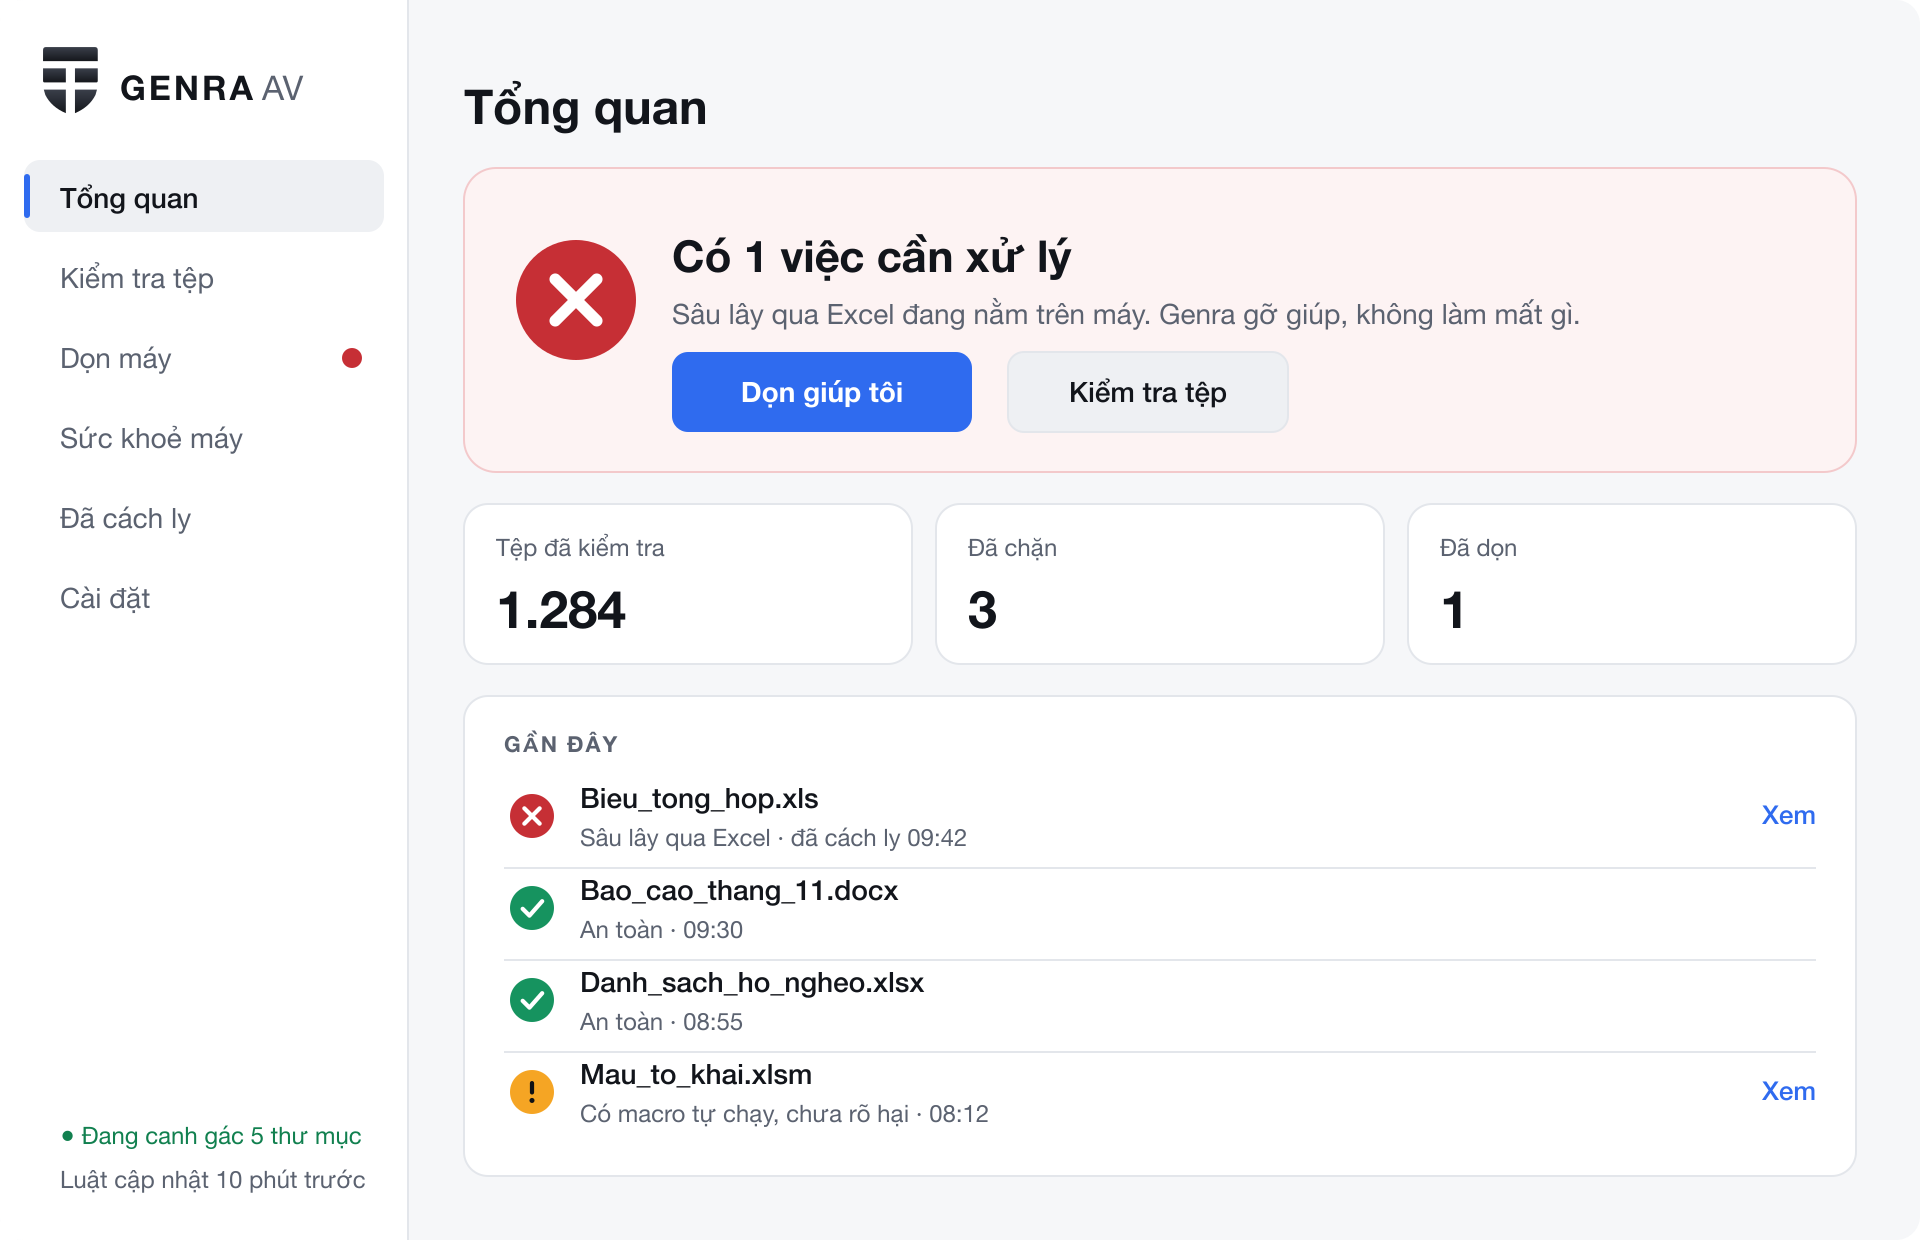 GENRA AV
Tổng quan
Kiểm tra tệp
Dọn máy
Sức khoẻ máy
Đã cách ly
Cài đặt
Đang canh gác 5 thư mục
Luật cập nhật 10 phút trước
Tổng quan
Có 1 việc cần xử lý
Sâu lây qua Excel đang nằm trên máy. Genra gỡ giúp, không làm mất gì.
Dọn giúp tôi
Kiểm tra tệp
Tệp đã kiểm tra
1.284
Đã chặn
3
Đã dọn
1
GẦN ĐÂY
Bieu_tong_hop.xls
Sâu lây qua Excel · đã cách ly 09:42
Xem
Bao_cao_thang_11.docx
An toàn · 09:30
Danh_sach_ho_ngheo.xlsx
An toàn · 08:55
Mau_to_khai.xlsm
Có macro tự chạy, chưa rõ hại · 08:12
Xem